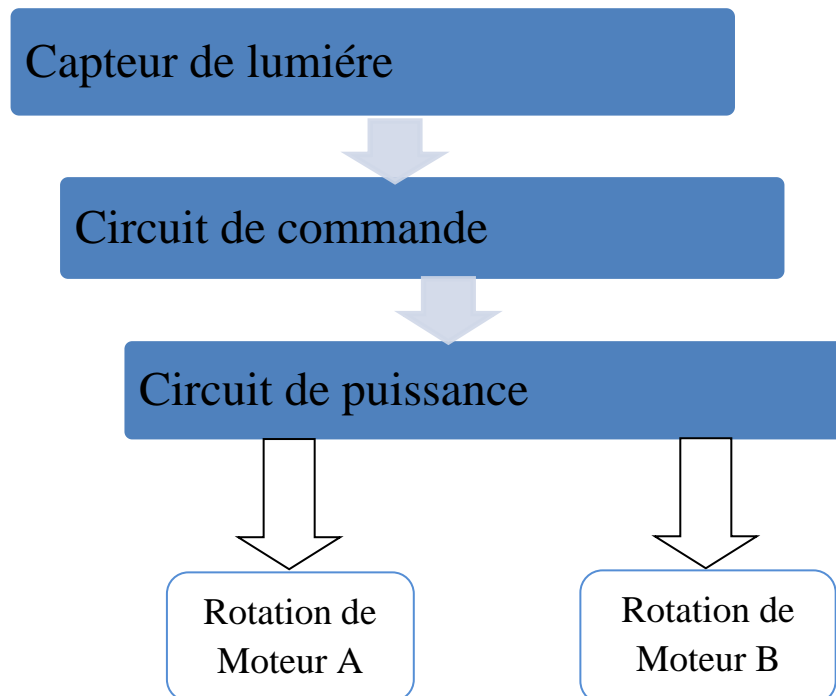 Capteur de lumiére
Circuit de commande
Circuit de puissance
Rotation de
Moteur A
Rotation de
Moteur B